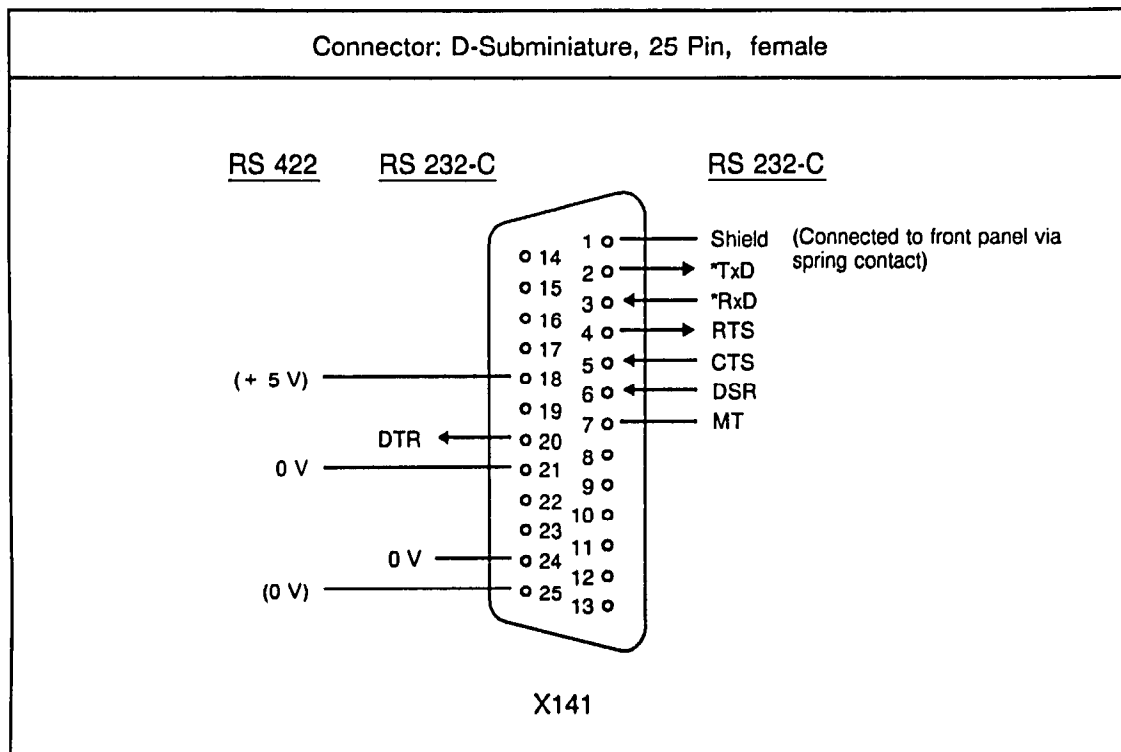 Connector: D-Subminiature, 25 Pin, female
RS 422 RS 232-C RS 232-C
1 Shield (Connected to front panel via
spring contact)
14
2 *TxD
15
3 *RxD
16
4 RTS
17
5 CTS
(+ 5 V) 18
6 DSR
19
7 MT
DTR 20
8
0 V 21
9
22
10
23
11
0 V 24
12
(0 V) 25
13
X141